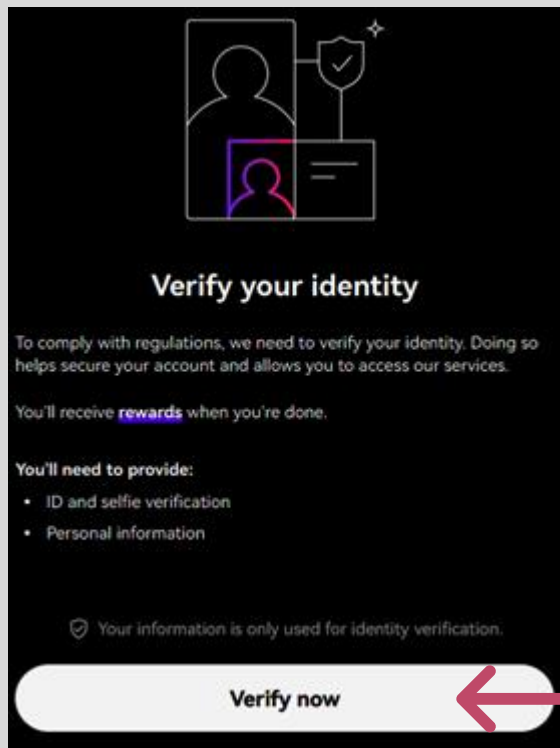 Verify your identity
To comply with regulations, we need to verify your identity. Doing so
helps secure your account and allows you to access our services.
You'll receive rewards when you're done.
You'll need to provide:
• ID and selfie verification
• Personal information
Your information is only used for identity verification.
Verify now